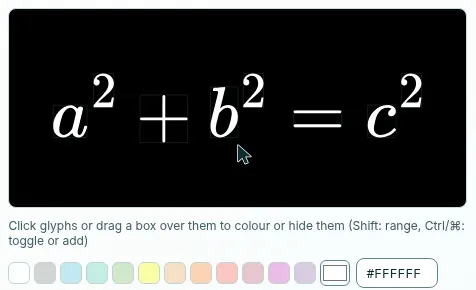 a² + b² = c²
Click glyphs or drag a box over them to colour or hide them (Shift: range, Ctrl/⌘:
toggle or add)
#FFFFFF